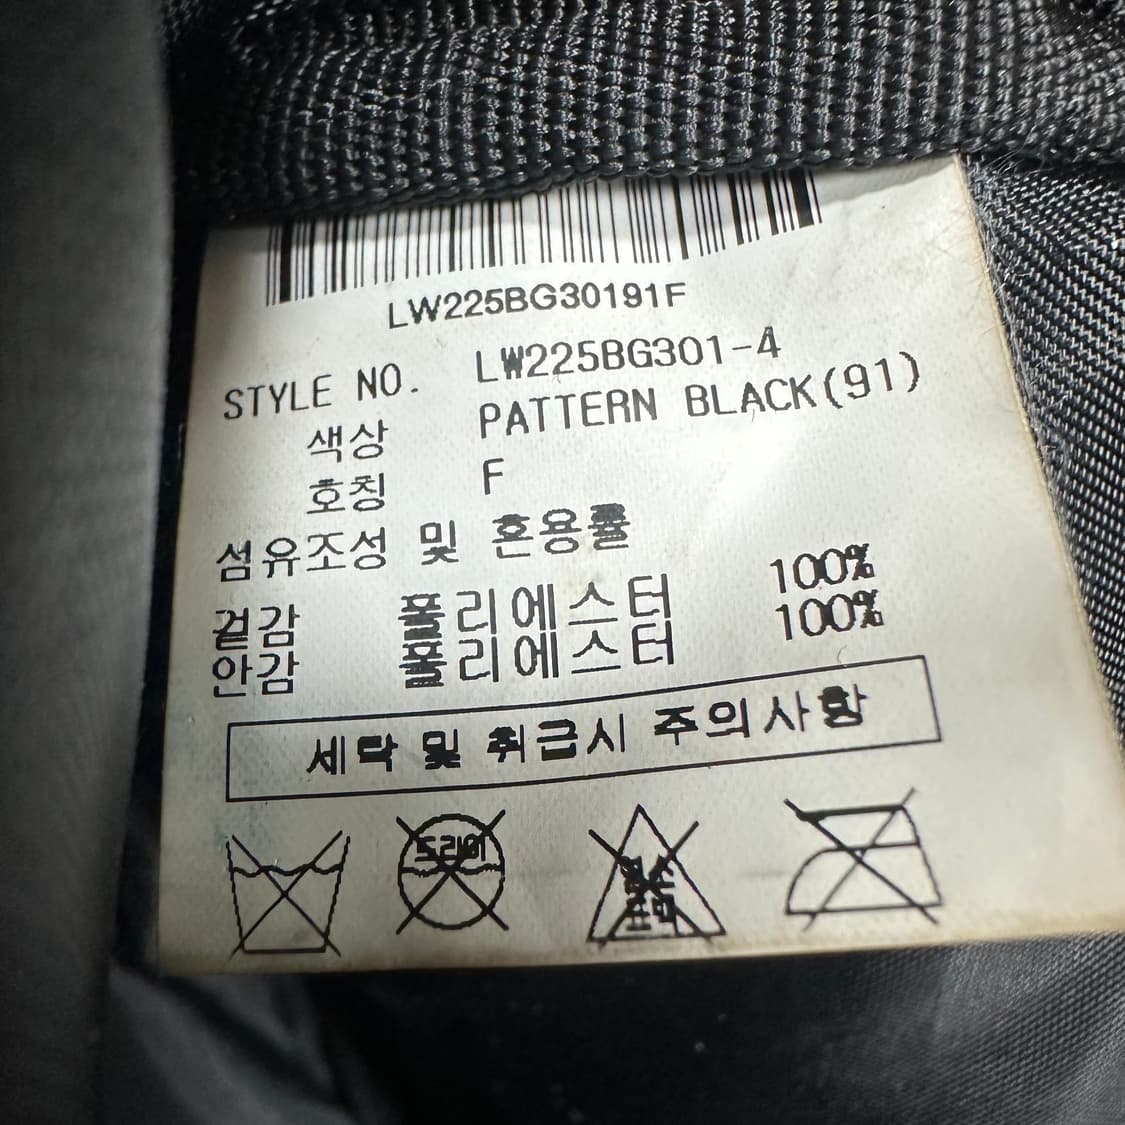 LW225BG30191F
STYLE NO. LW225BG301-4
색상 PATTERN BLACK(91)
호칭 F
섬유조성 및 혼용률
겉감 폴리에스터 100%
안감 폴리에스터 100%
세탁 및 취급시 주의사항
드라이